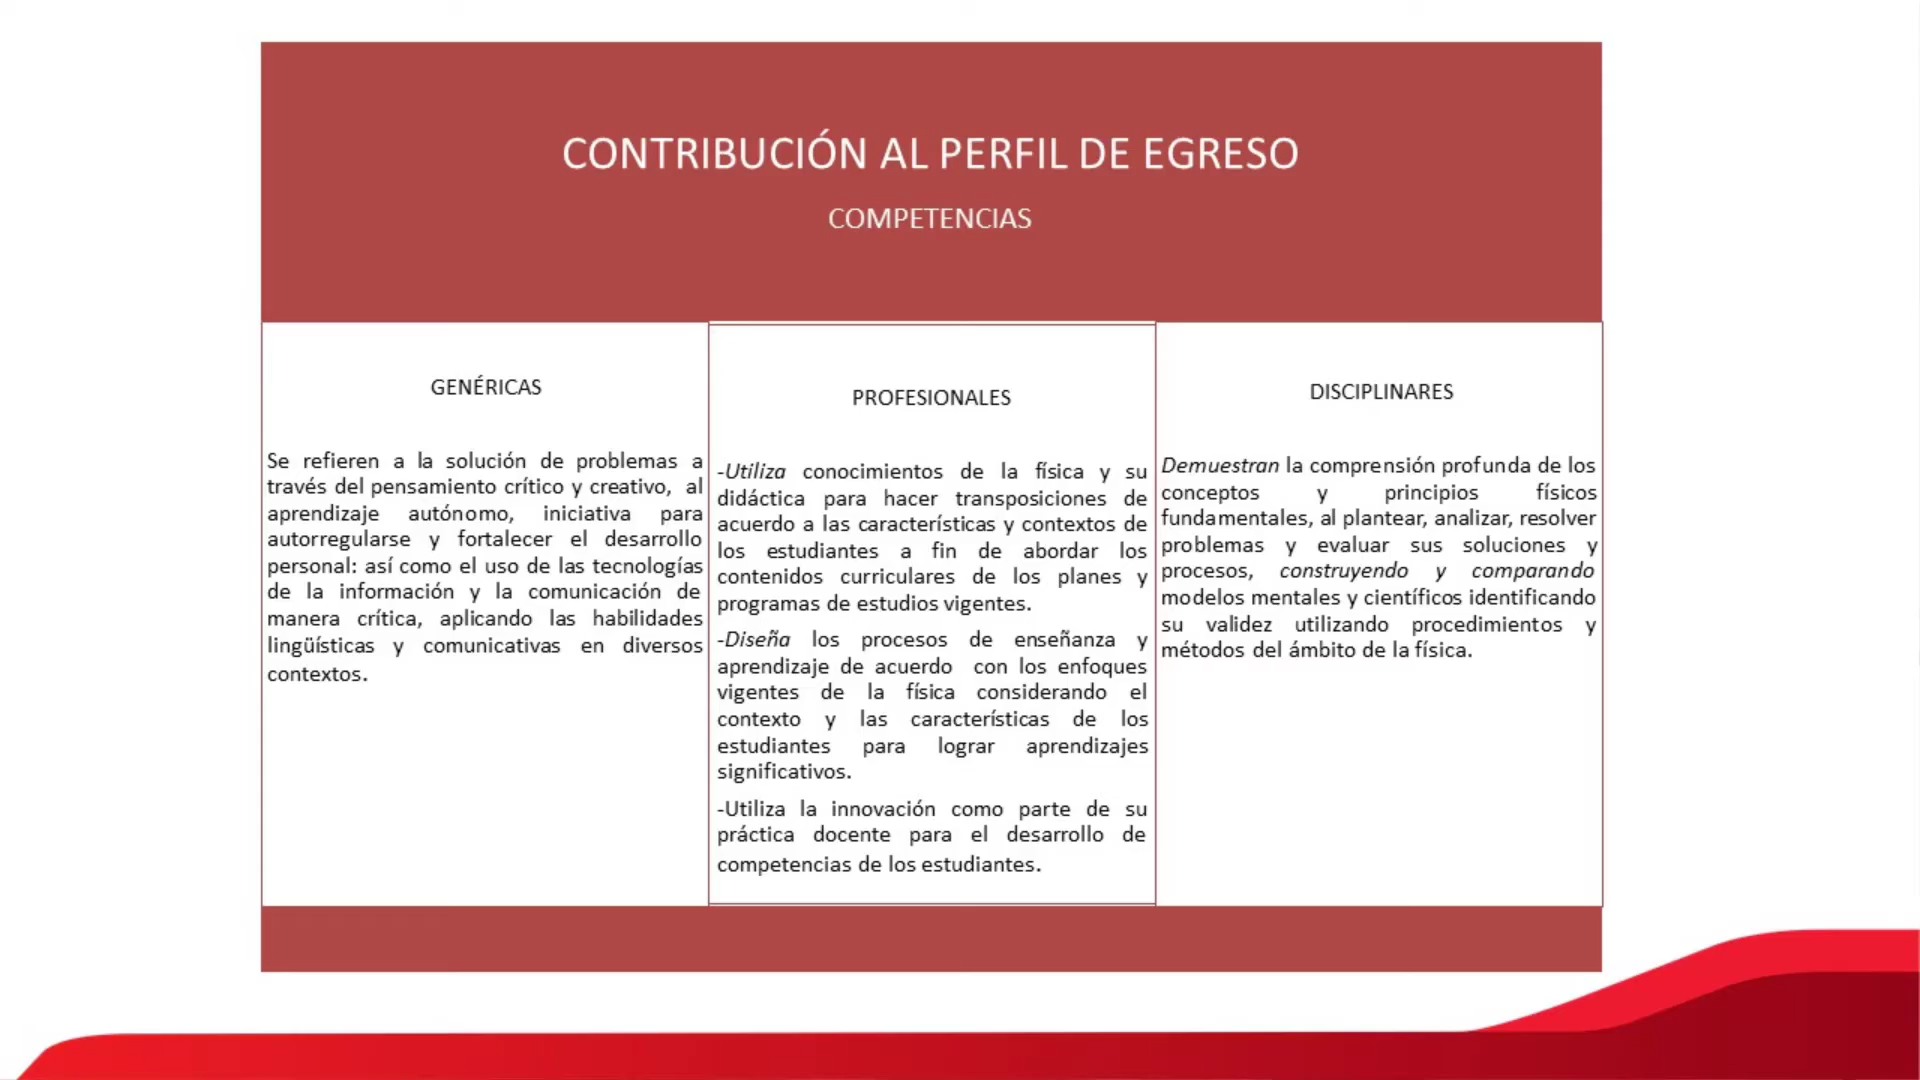 CONTRIBUCIÓN AL PERFIL DE EGRESO
COMPETENCIAS
GENÉRICAS
Se refieren a la solución de problemas a
través del pensamiento crítico y creativo, al
aprendizaje autónomo, iniciativa para
autorregularse y fortalecer el desarrollo
personal: así como el uso de las tecnologías
de la información y la comunicación de
manera crítica, aplicando las habilidades
lingüísticas y comunicativas en diversos
contextos.
PROFESIONALES
-Utiliza conocimientos de la física y su
didáctica para hacer transposiciones de
acuerdo a las características y contextos de
los estudiantes a fin de abordar los
contenidos curriculares de los planes y
programas de estudios vigentes.
-Diseña los procesos de enseñanza y
aprendizaje de acuerdo con los enfoques
vigentes de la física considerando el
contexto y las características de los
estudiantes para lograr aprendizajes
significativos.
-Utiliza la innovación como parte de su
práctica docente para el desarrollo de
competencias de los estudiantes.
DISCIPLINARES
Demuestran la comprensión profunda de los
conceptos y principios físicos
fundamentales, al plantear, analizar, resolver
problemas y evaluar sus soluciones y
procesos, construyendo y comparando
modelos mentales y científicos identificando
su validez utilizando procedimientos y
métodos del ámbito de la física.